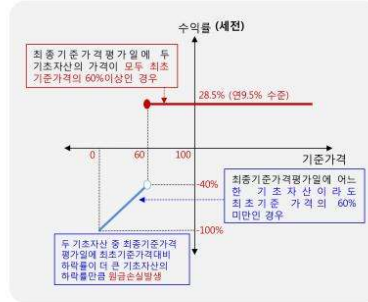 수익률 (세전)
최종기준가격평가일에 두
기초자산의 가격이 모두 최초
기준가격의 60%이상인 경우
28.5% (연9.5% 수준)
0
60
100
기준가격
-40%
최종기준가격평가일에 어느
한 기초자산이라도
최초기준 가격의 60%
미만인 경우
-100%
두 기초자산 중 최종기준가격
평가일에 최초기준가격대비
하락률이 더 큰 기초자산의
하락률만큼 원금손실발생